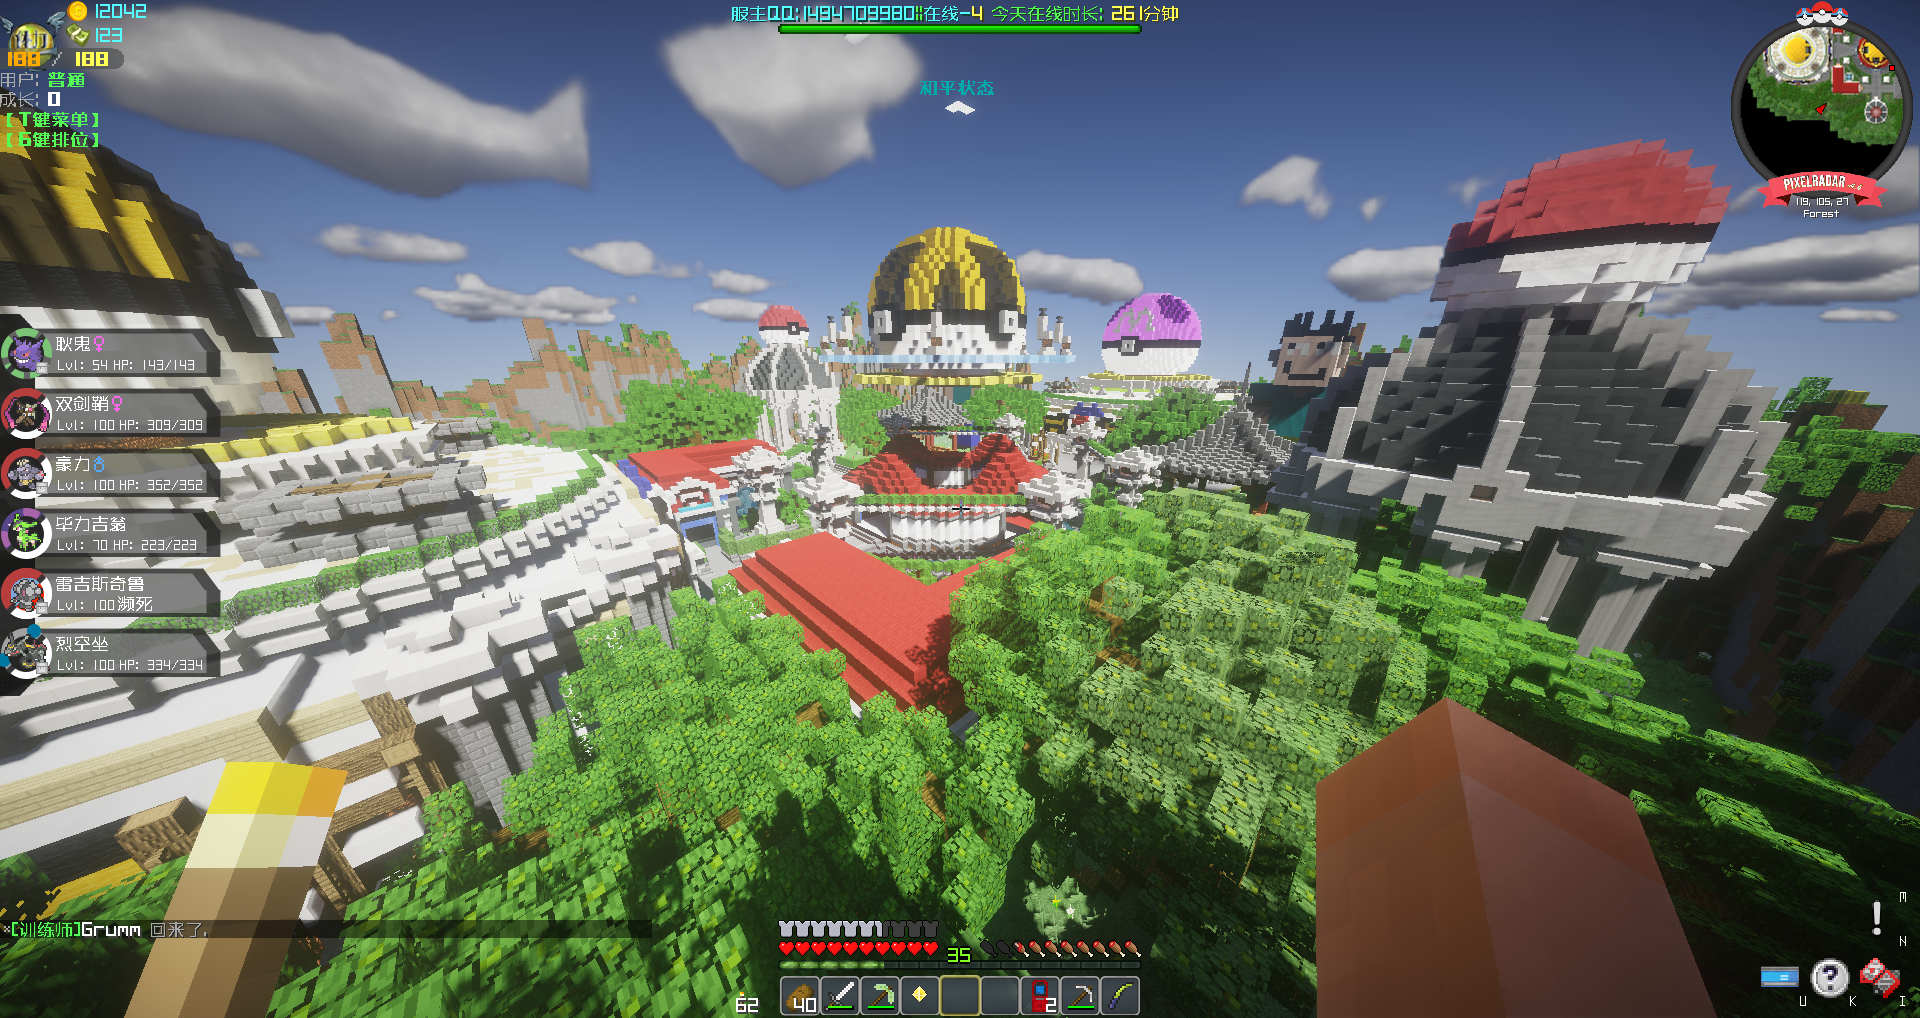 12042
123
188 / 188
用户: 普通
成长: 0
【T键菜单】
【G键排位】
服主QQ:1494709980||在线-4 今天在线时长: 261分钟
和平状态
PIXELRADAR
119, 105, 27
Forest
耿鬼♀
Lvl: 54 HP: 143/143
双剑鞘♀
Lvl: 100 HP: 309/309
豪力♂
Lvl: 100 HP: 352/352
毕力吉翁
Lvl: 70 HP: 223/223
雷吉斯奇鲁
Lvl: 100 濒死
烈空坐
Lvl: 100 HP: 334/334
*[训练师]Grumm 回来了.
35
62
40
2
M
N
U
K
I